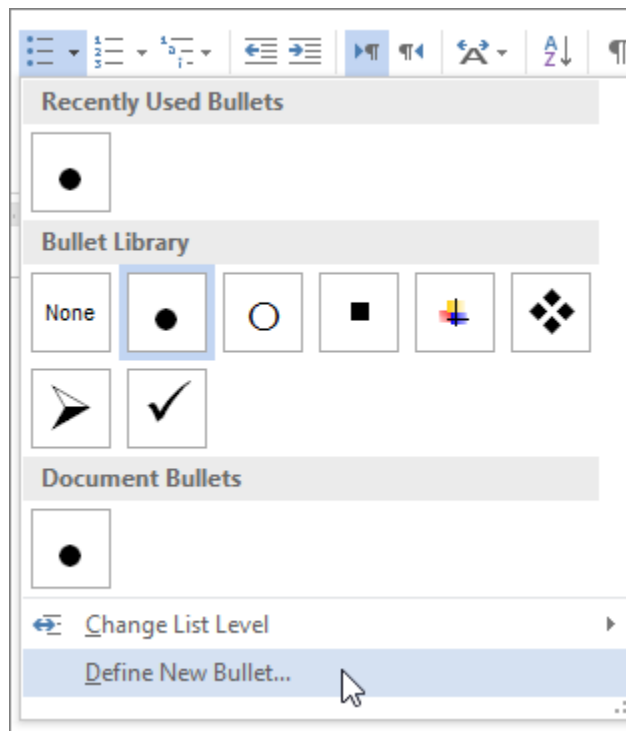 Recently Used Bullets
Bullet Library
None
Document Bullets
Change List Level
Define New Bullet...